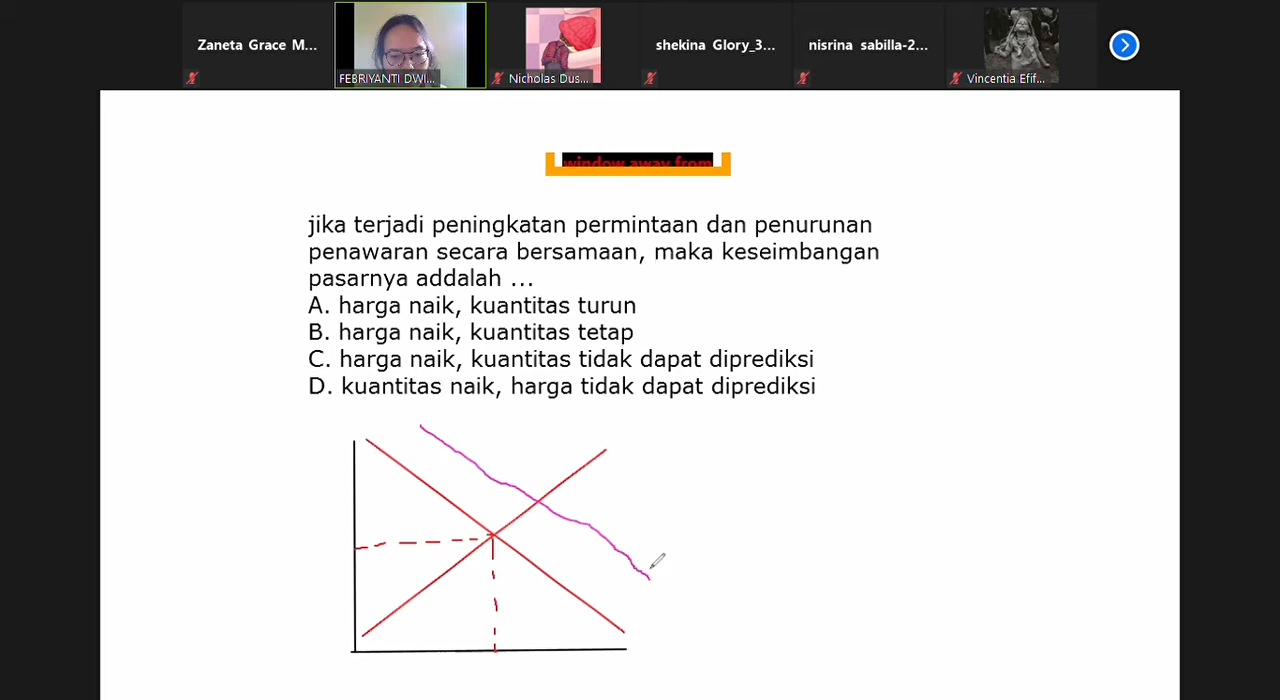 Zaneta Grace M...
FEBRIYANTI DWI...
Nicholas Dus...
shekina Glory_3...
nisrina sabilla-2...
Vincentia Efif...
window away from
jika terjadi peningkatan permintaan dan penurunan
penawaran secara bersamaan, maka keseimbangan
pasarnya addalah ...
A. harga naik, kuantitas turun
B. harga naik, kuantitas tetap
C. harga naik, kuantitas tidak dapat diprediksi
D. kuantitas naik, harga tidak dapat diprediksi